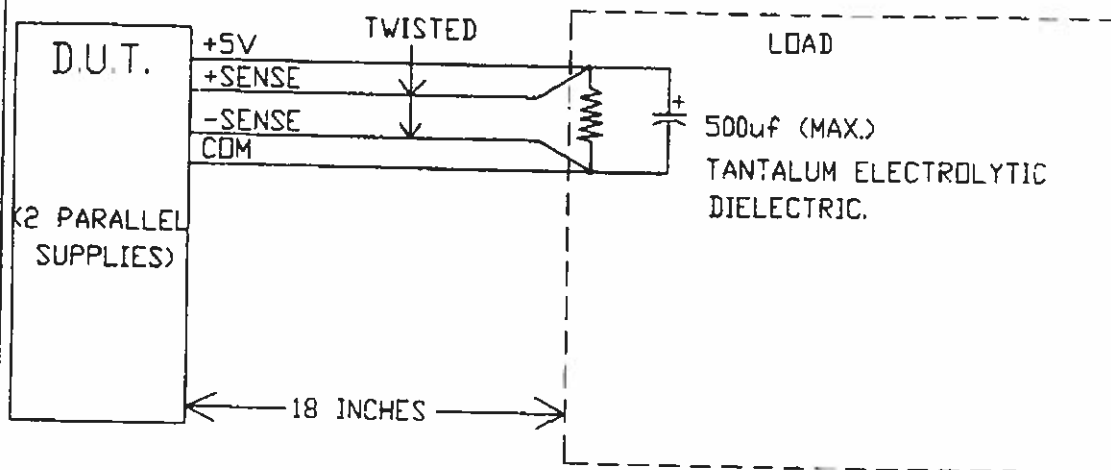 D.U.T.
(2 PARALLEL
SUPPLIES)
+5V
+SENSE
-SENSE
COM
TWISTED
18 INCHES
LOAD
+
500uf (MAX.)
TANTALUM ELECTROLYTIC
DIELECTRIC.